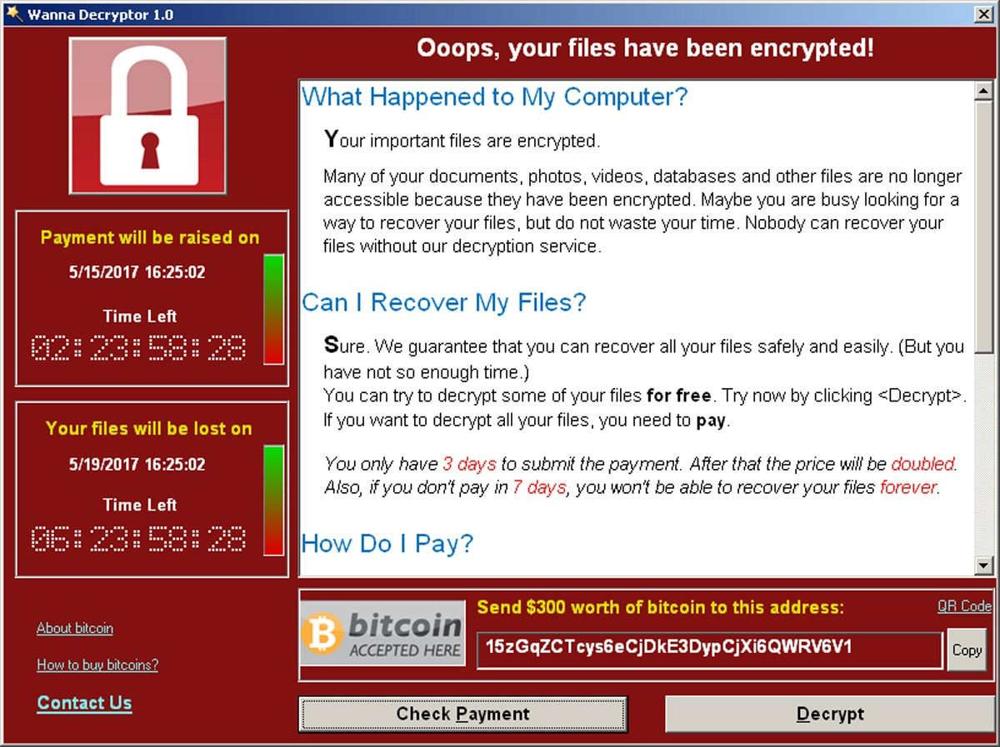 Wanna Decryptor 1.0
Ooops, your files have been encrypted!
What Happened to My Computer?
Your important files are encrypted.
Many of your documents, photos, videos, databases and other files are no longer
accessible because they have been encrypted. Maybe you are busy looking for a
way to recover your files, but do not waste your time. Nobody can recover your
files without our decryption service.
Can I Recover My Files?
Sure. We guarantee that you can recover all your files safely and easily. (But you
have not so enough time.)
You can try to decrypt some of your files for free. Try now by clicking <Decrypt>.
If you want to decrypt all your files, you need to pay.
You only have 3 days to submit the payment. After that the price will be doubled.
Also, if you don't pay in 7 days, you won't be able to recover your files forever.
How Do I Pay?
Payment will be raised on
5/15/2017 16:25:02
Time Left
02:23:58:28
Your files will be lost on
5/19/2017 16:25:02
Time Left
06:23:58:28
About bitcoin
How to buy bitcoins?
Contact Us
bitcoin
ACCEPTED HERE
Send $300 worth of bitcoin to this address:
QR Code
15zGqZCTcys6eCjDkE3DypCjXi6QWRV6V1
Copy
Check Payment
Decrypt